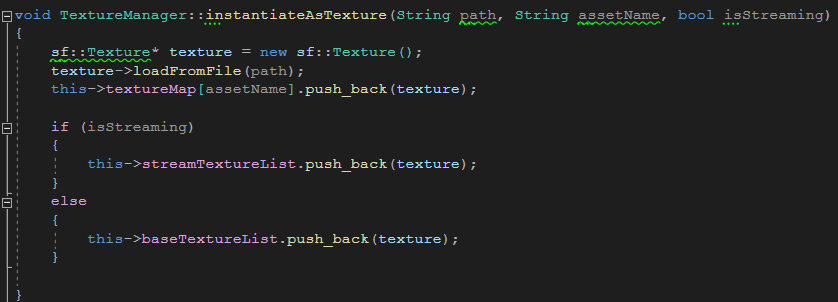 void TextureManager::instantiateAsTexture(String path, String assetName, bool isStreaming)
{
    sf::Texture* texture = new sf::Texture();
    texture->loadFromFile(path);
    this->textureMap[assetName].push_back(texture);

    if (isStreaming)
    {
        this->streamTextureList.push_back(texture);
    }
    else
    {
        this->baseTextureList.push_back(texture);
    }

}